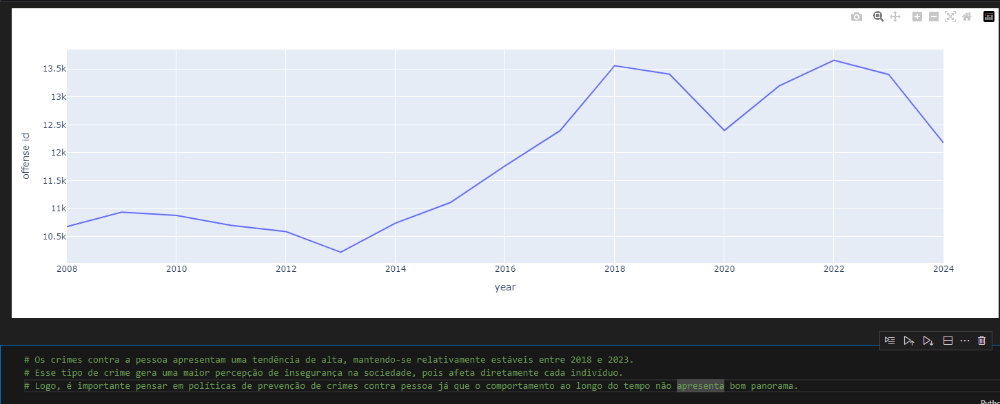 13.5k
13k
12.5k
12k
11.5k
11k
10.5k
offense id
2008 2010 2012 2014 2016 2018 2020 2022 2024
year
# Os crimes contra a pessoa apresentam uma tendência de alta, mantendo-se relativamente estáveis entre 2018 e 2023.
# Esse tipo de crime gera uma maior percepção de insegurança na sociedade, pois afeta diretamente cada indivíduo.
# Logo, é importante pensar em políticas de prevenção de crimes contra pessoa já que o comportamento ao longo do tempo não apresenta bom panorama.